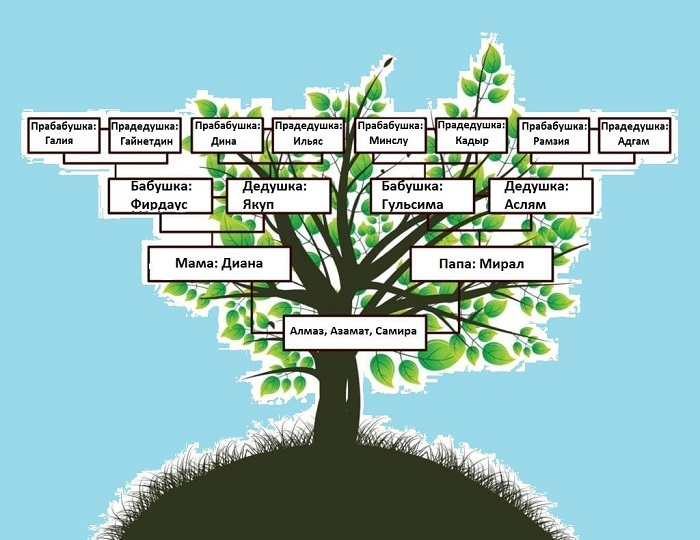 Прабабушка:
Галия
Прадедушка:
Гайнетдин
Прабабушка:
Дина
Прадедушка:
Ильяс
Прабабушка:
Минслу
Прадедушка:
Кадыр
Прабабушка:
Рамзия
Прадедушка:
Адгам
Бабушка:
Фирдаус
Дедушка:
Якуп
Бабушка:
Гульсима
Дедушка:
Аслям
Мама: Диана
Папа: Мирал
Алмаз, Азамат, Самира